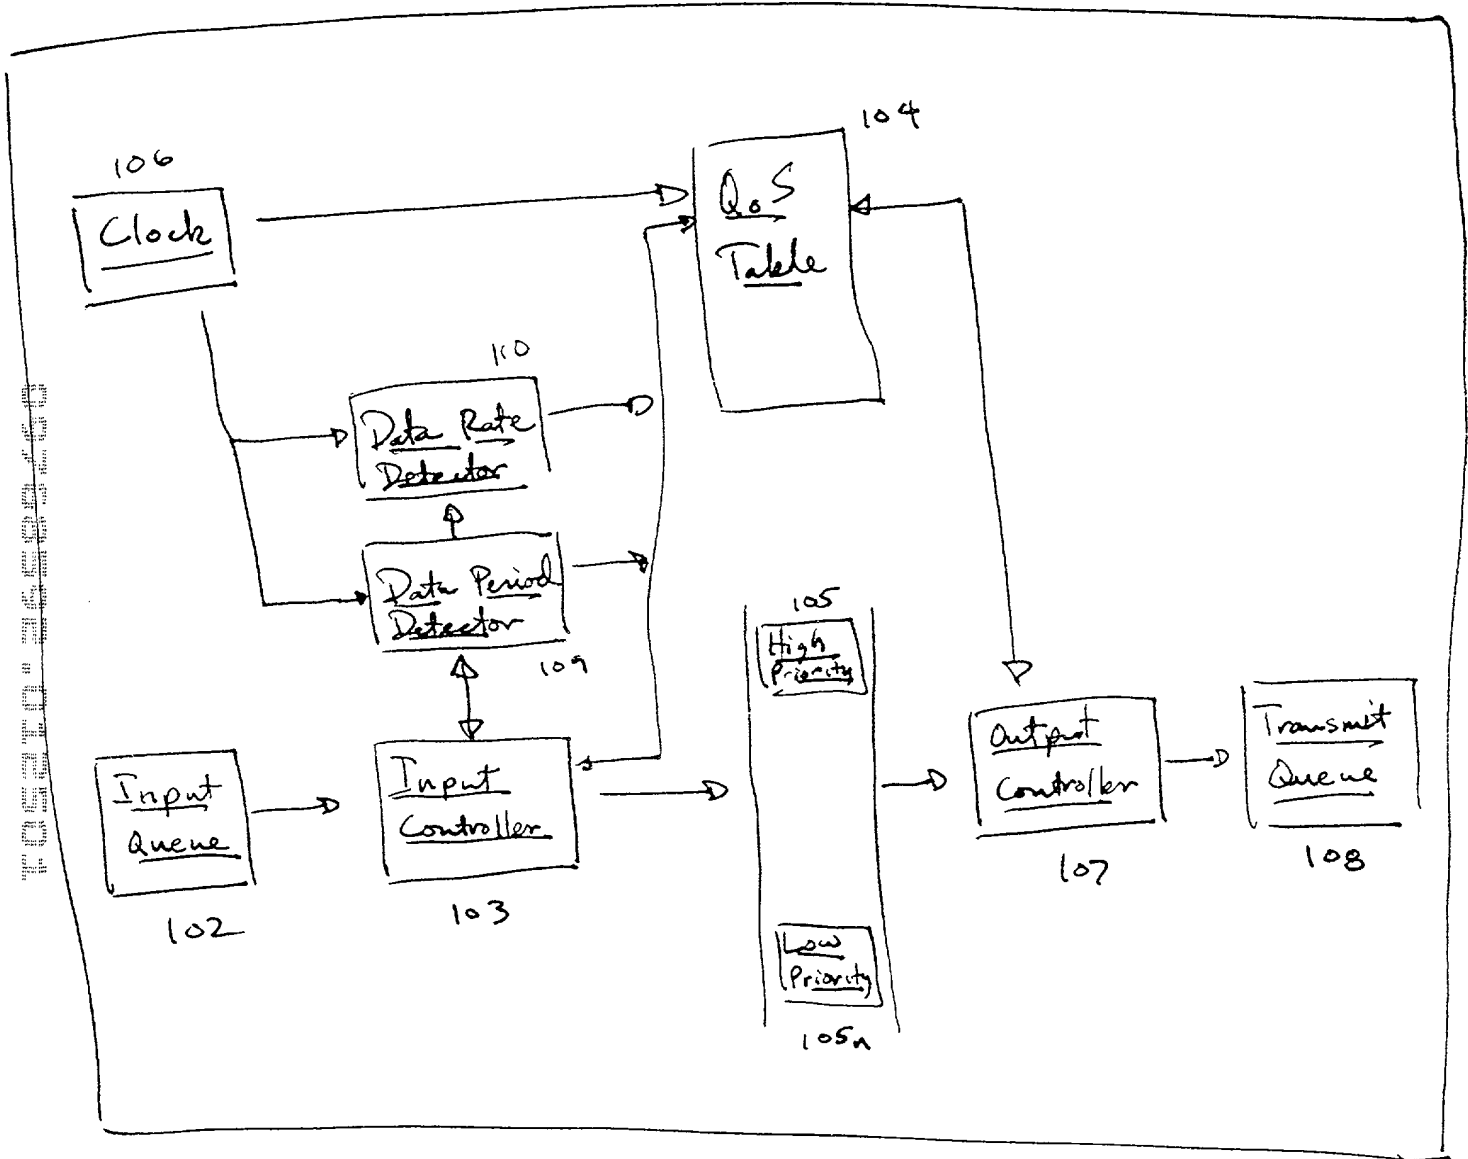 104
106
QoS
Table
Clock
110
Data Rate
Detector
Data Period
Detector
109
105
High
Priority
Input
Queue
102
Input
Controller
103
Low
Priority
105n
Output
Controller
107
Transmit
Queue
108